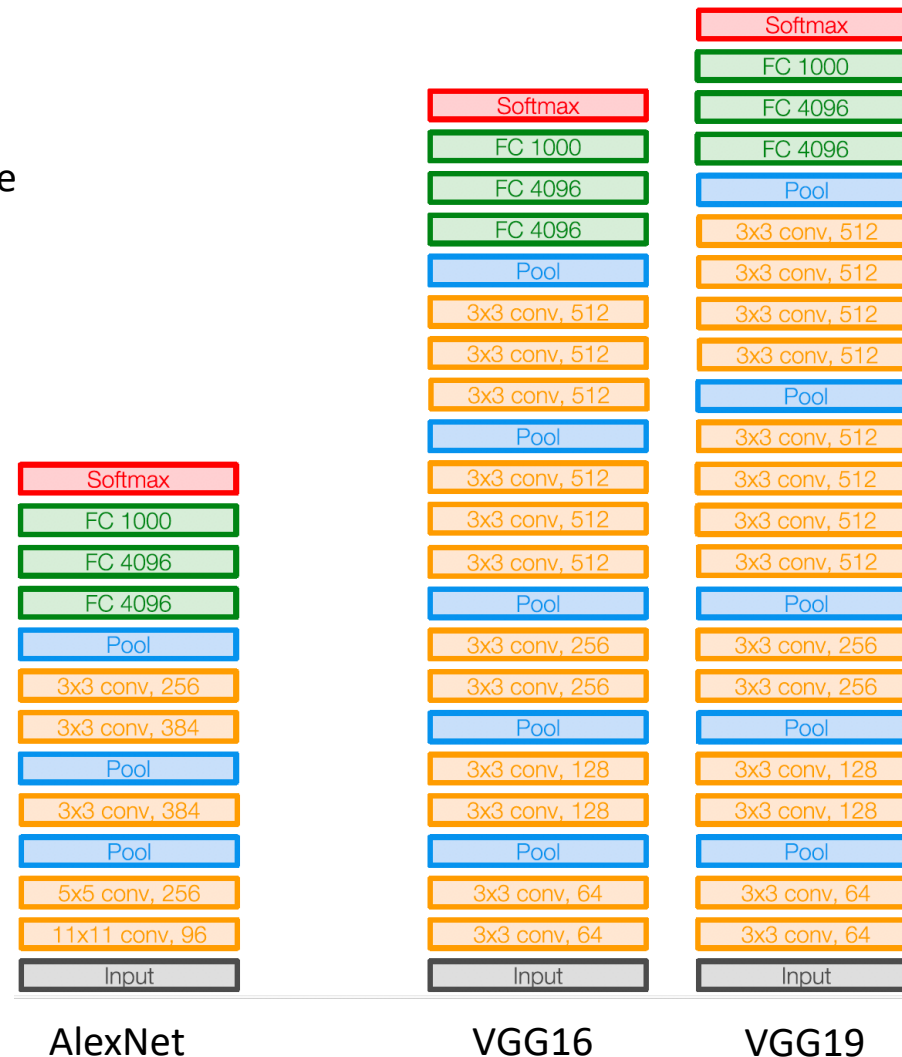 e
Softmax
FC 1000
FC 4096
FC 4096
Pool
3x3 conv, 256
3x3 conv, 384
Pool
3x3 conv, 384
Pool
5x5 conv, 256
11x11 conv, 96
Input
AlexNet
Softmax
FC 1000
FC 4096
FC 4096
Pool
3x3 conv, 512
3x3 conv, 512
3x3 conv, 512
Pool
3x3 conv, 512
3x3 conv, 512
3x3 conv, 512
Pool
3x3 conv, 256
3x3 conv, 256
Pool
3x3 conv, 128
3x3 conv, 128
Pool
3x3 conv, 64
3x3 conv, 64
Input
VGG16
Softmax
FC 1000
FC 4096
FC 4096
Pool
3x3 conv, 512
3x3 conv, 512
3x3 conv, 512
3x3 conv, 512
Pool
3x3 conv, 512
3x3 conv, 512
3x3 conv, 512
3x3 conv, 512
Pool
3x3 conv, 256
3x3 conv, 256
Pool
3x3 conv, 128
3x3 conv, 128
Pool
3x3 conv, 64
3x3 conv, 64
Input
VGG19